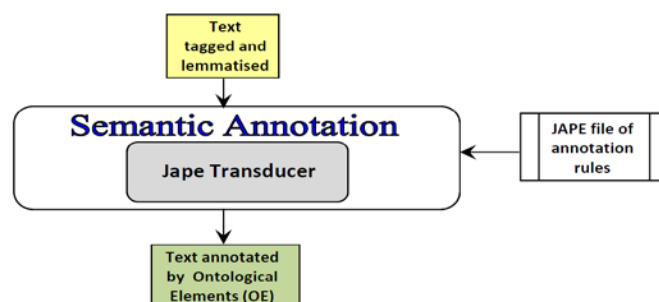 Text
tagged and
lemmatised
Semantic Annotation
Jape Transducer
JAPE file of
annotation
rules
Text annotated
by Ontological
Elements (OE)